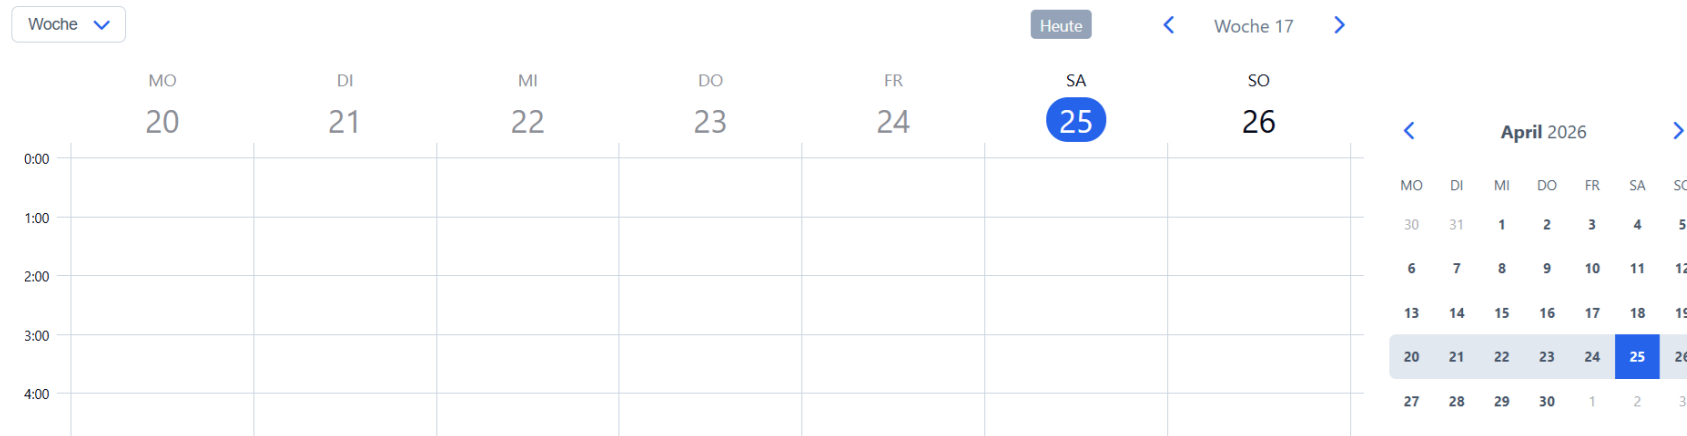 Woche
Heute
Woche 17
MO DI MI DO FR SA SO
20 21 22 23 24 25 26
0:00
1:00
2:00
3:00
4:00
April 2026
MO DI MI DO FR SA
30 31 1 2 3 4 5
6 7 8 9 10 11
13 14 15 16 17 18
20 21 22 23 24 25
27 28 29 30 1 2 3